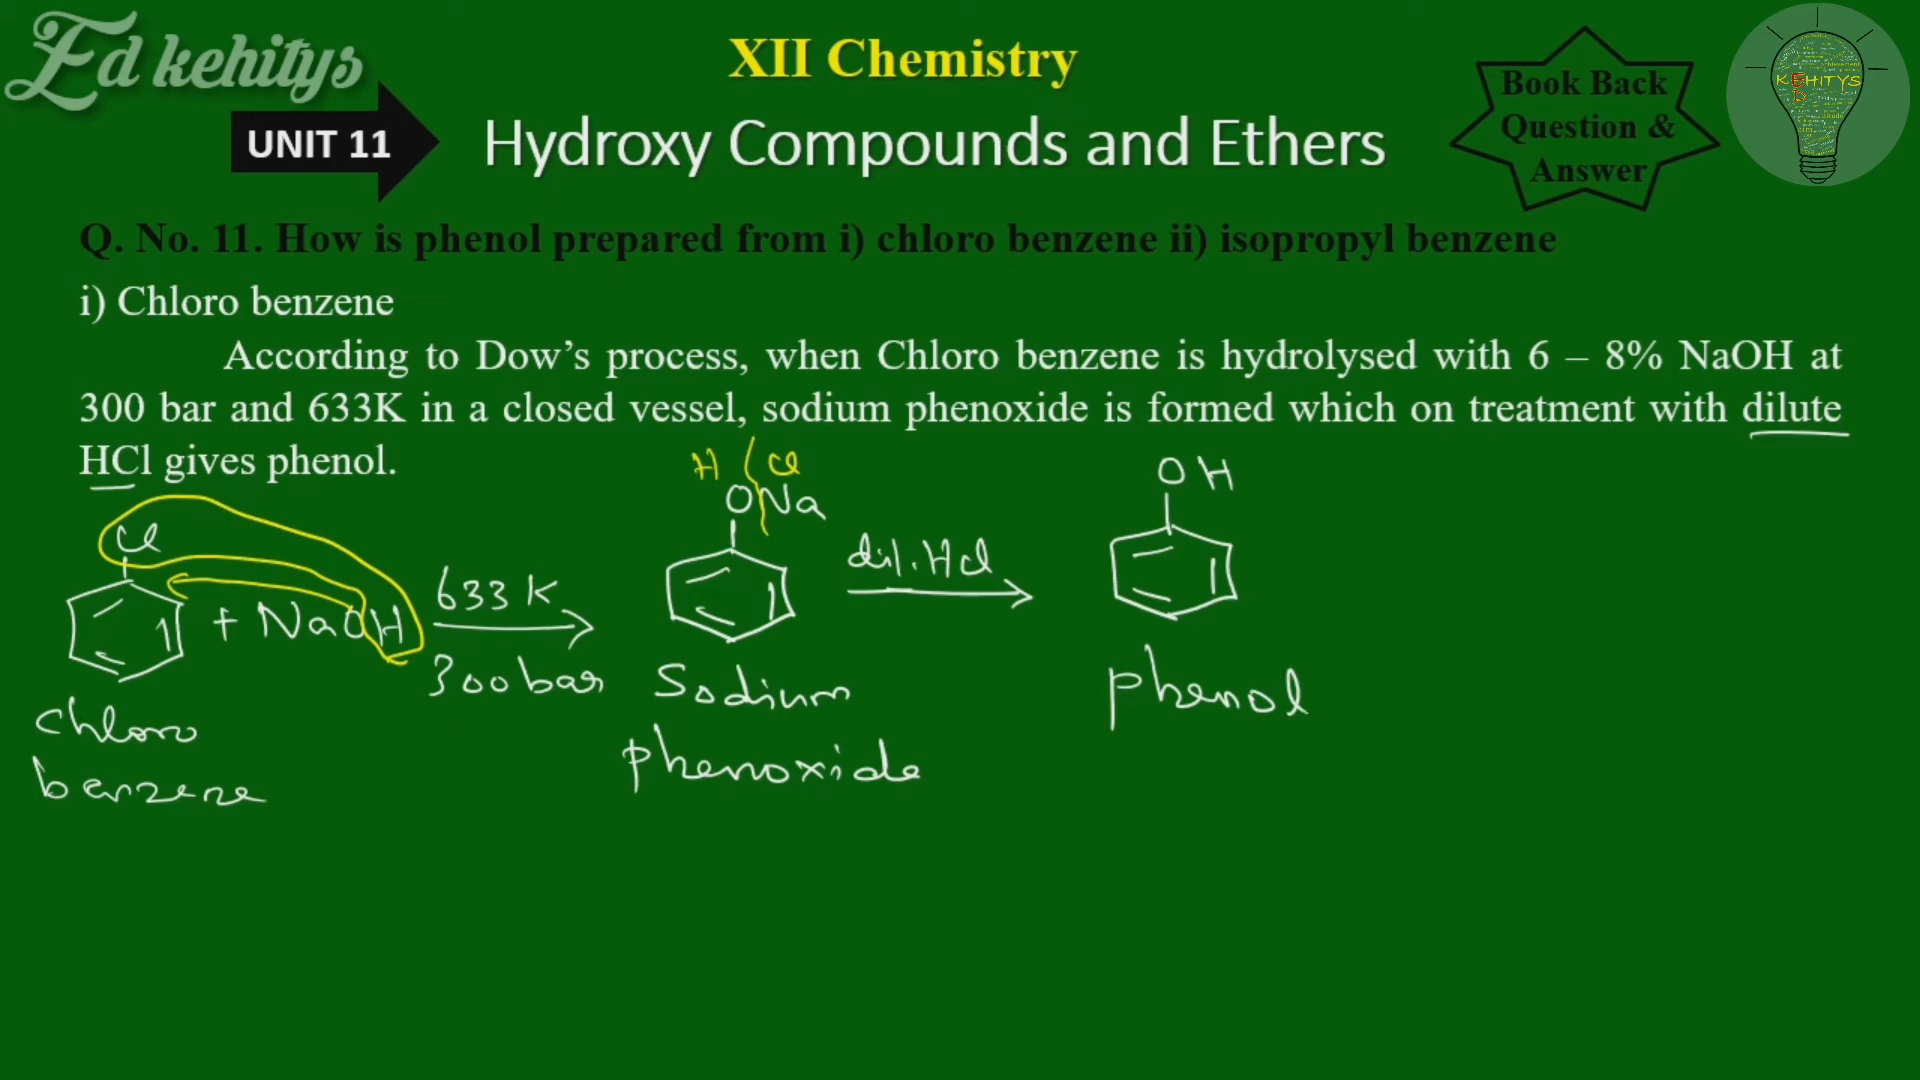 Ed kehitys
XII Chemistry
UNIT 11
Hydroxy Compounds and Ethers
Book Back
Question &
Answer
KEHITYS
Q. No. 11. How is phenol prepared from i) chloro benzene ii) isopropyl benzene
i) Chloro benzene
According to Dow's process, when Chloro benzene is hydrolysed with 6 – 8% NaOH at
300 bar and 633K in a closed vessel, sodium phenoxide is formed which on treatment with dilute
HCl gives phenol.
H Cl
ONa
OH
Cl
+ NaOH
633 K
300 bar
dil. HCl
Sodium
phenoxide
phenol
chloro
benzene